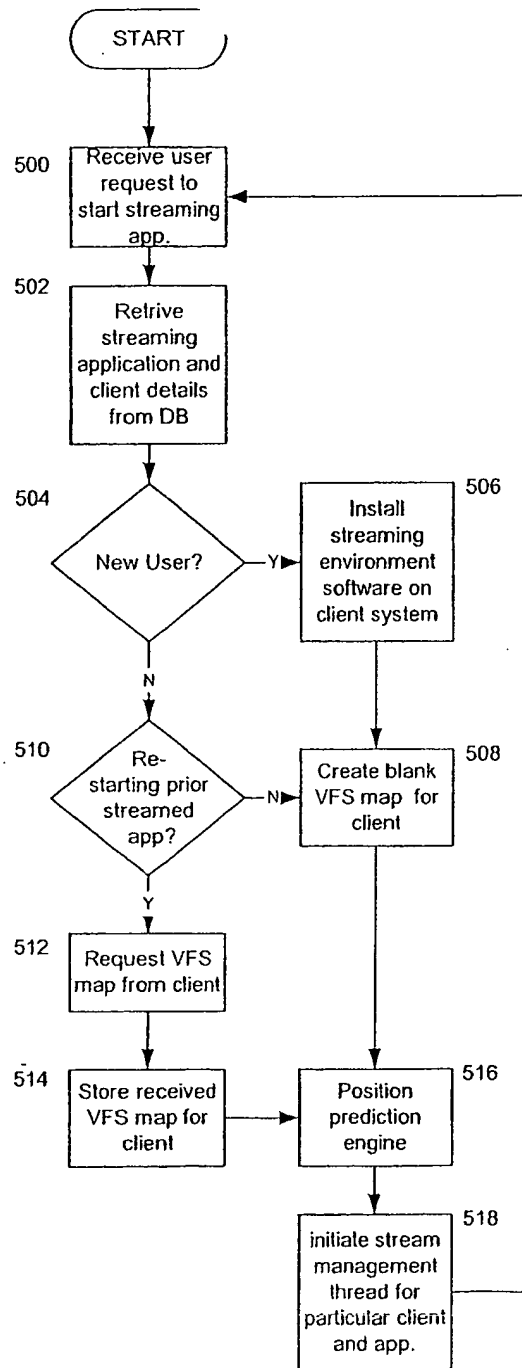 START
500
Receive user
request to
start streaming
app.
502
Retrive
streaming
application and
client details
from DB
504
New User?
Y
506
Install
streaming
environment
software on
client system
N
510
Re-
starting prior
streamed
app?
N
508
Create blank
VFS map for
client
Y
512
Request VFS
map from client
514
Store received
VFS map for
client
516
Position
prediction
engine
518
initiate stream
management
thread for
particular client
and app.